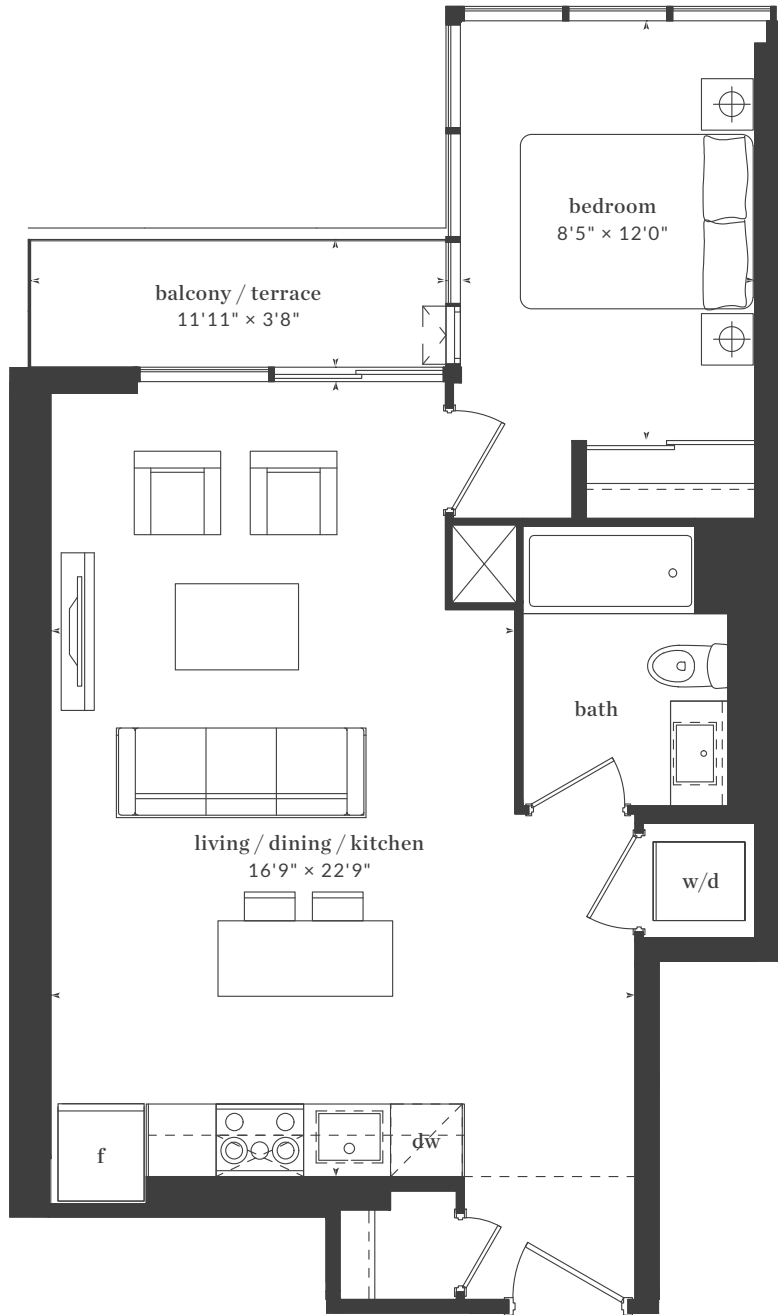 bedroom
8'5" × 12'0"
balcony / terrace
11'11" × 3'8"
bath
living / dining / kitchen
16'9" × 22'9"
w/d
f
dw